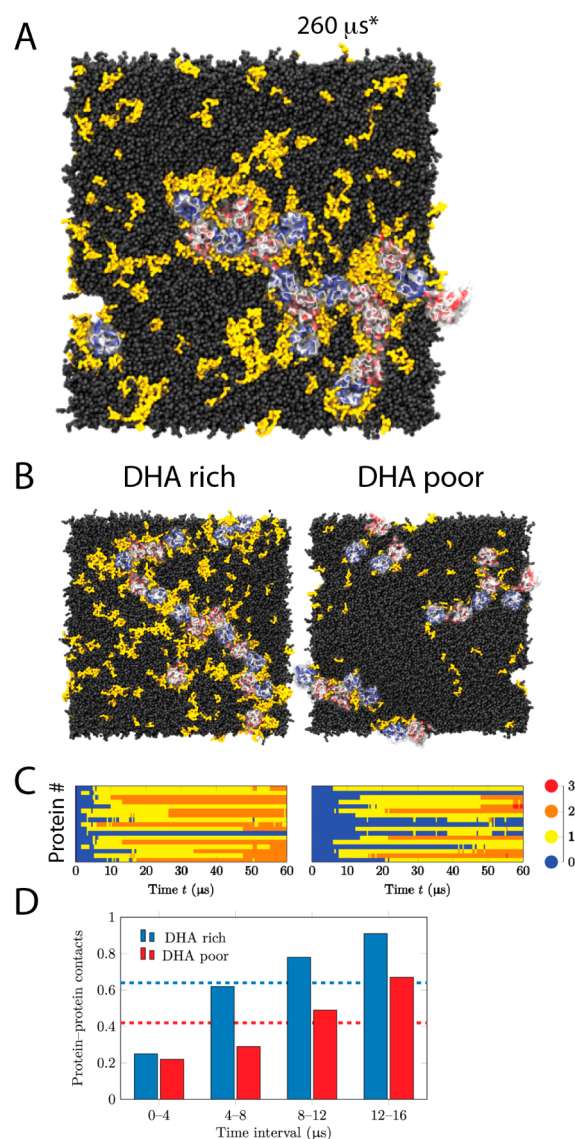 A
260 μs*
B
DHA rich
DHA poor
C
Protein #
0 10 20 30 40 50 60
Time t (μs)
0 10 20 30 40 50 60
Time t (μs)
3
2
1
0
D
Protein–protein contacts
1
0.8
0.6
0.4
0.2
0
DHA rich
DHA poor
0–4
4–8
8–12
12–16
Time interval (μs)